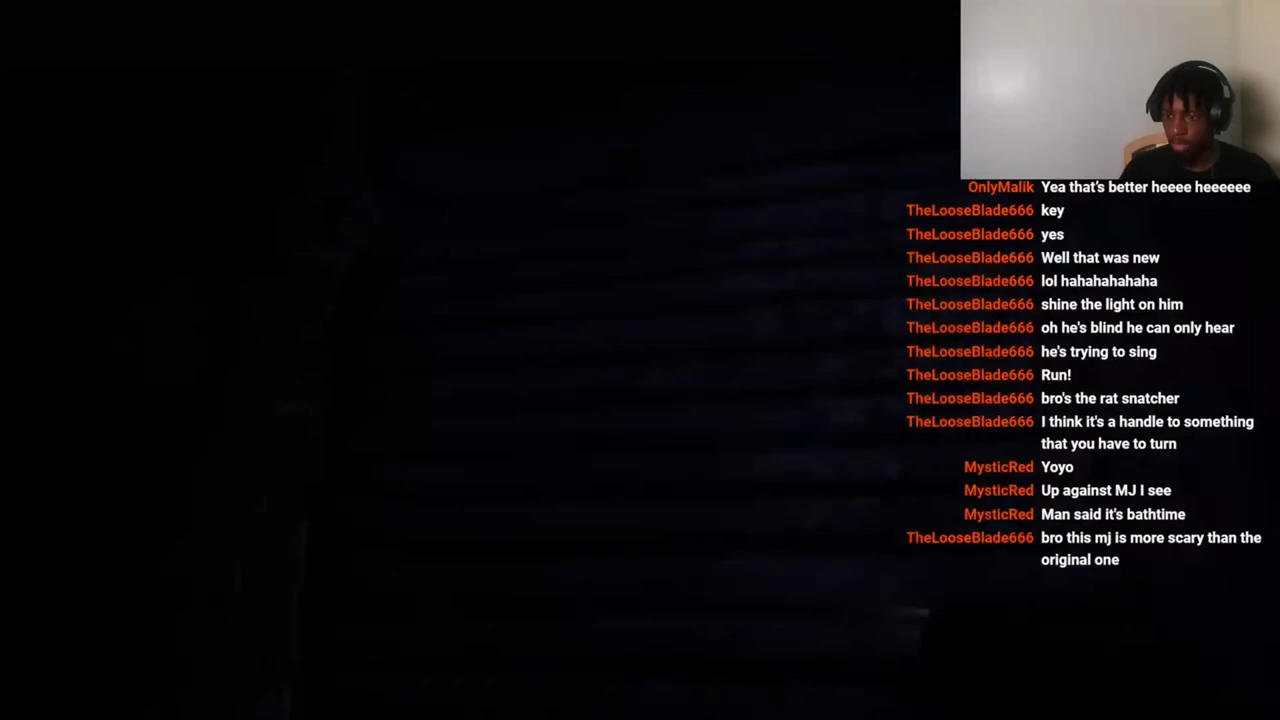 OnlyMalik Yea that’s better heeee heeeeee
TheLooseBlade666 key
TheLooseBlade666 yes
TheLooseBlade666 Well that was new
TheLooseBlade666 lol hahahahahaha
TheLooseBlade666 shine the light on him
TheLooseBlade666 oh he's blind he can only hear
TheLooseBlade666 he's trying to sing
TheLooseBlade666 Run!
TheLooseBlade666 bro's the rat snatcher
TheLooseBlade666 I think it's a handle to something
that you have to turn
MysticRed Yoyo
MysticRed Up against MJ I see
MysticRed Man said it's bathtime
TheLooseBlade666 bro this mj is more scary than the
original one